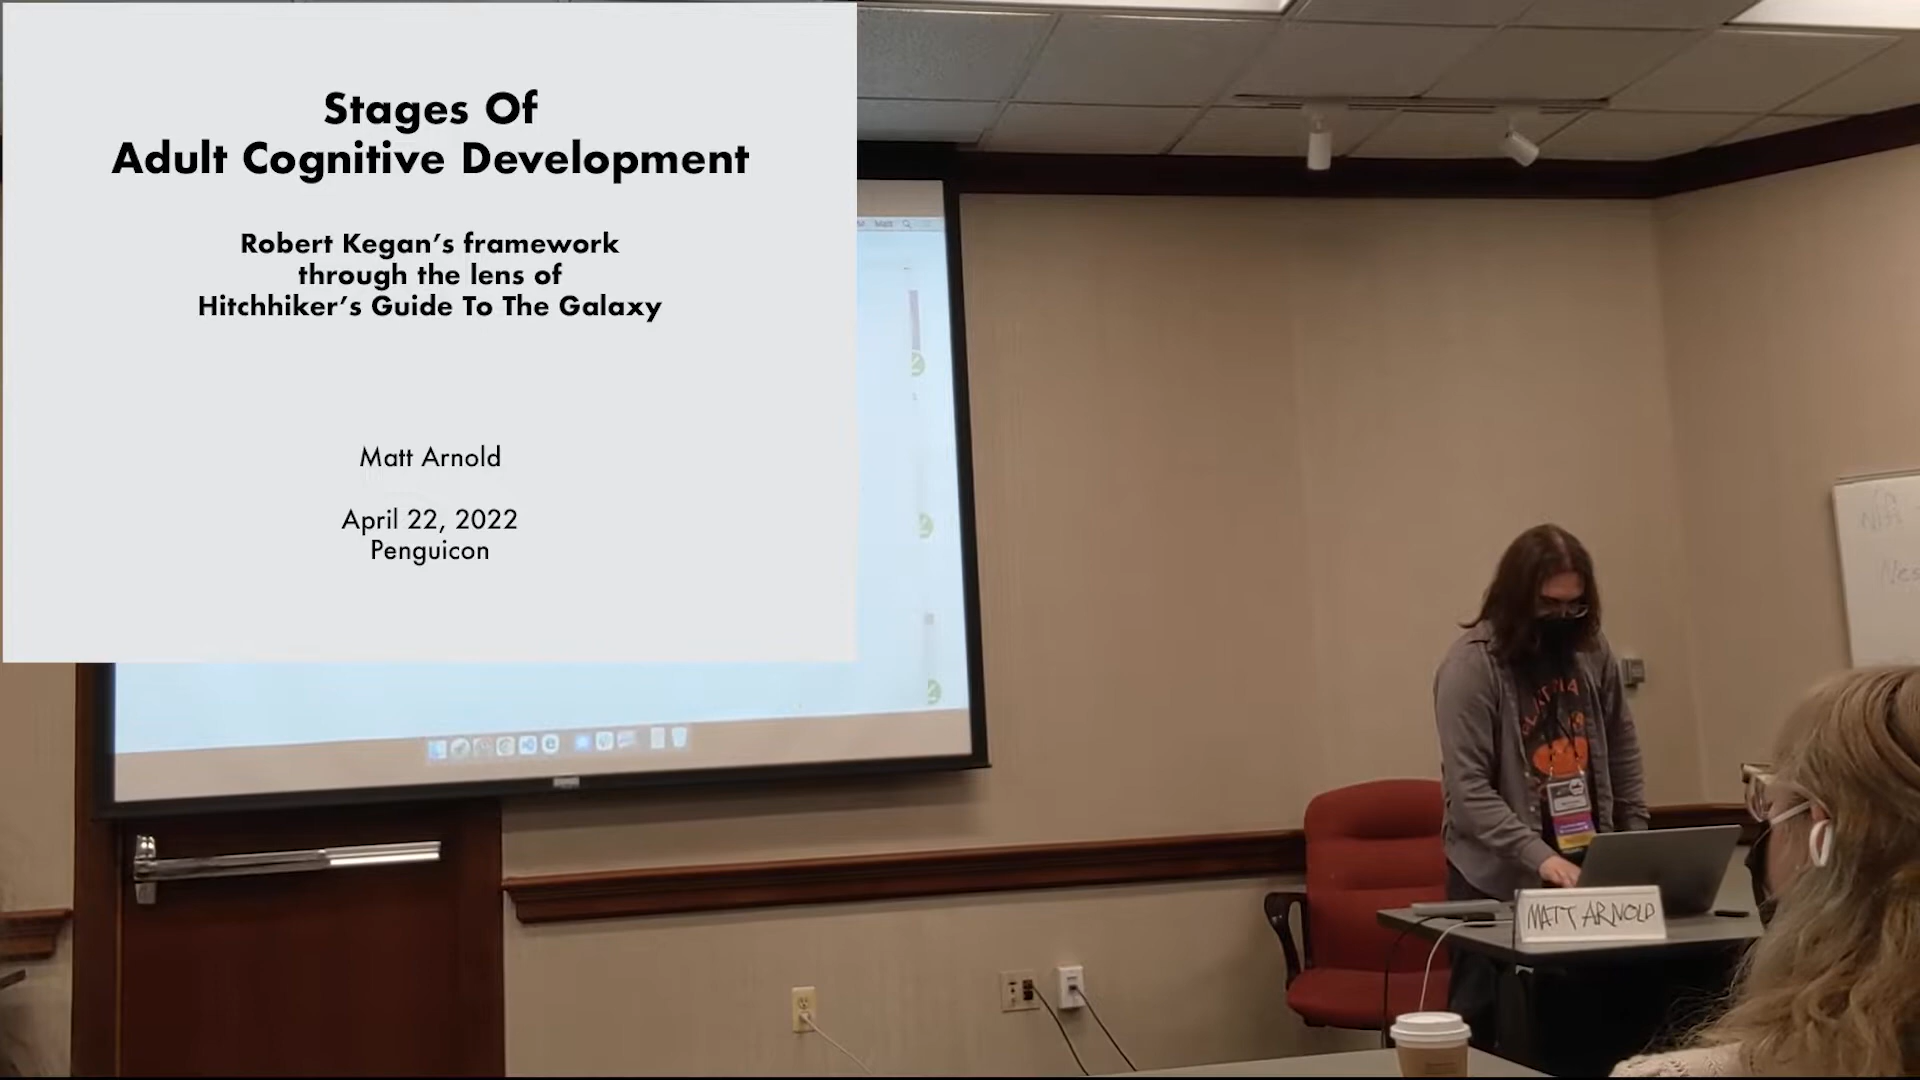 Stages Of
Adult Cognitive Development
Robert Kegan’s framework
through the lens of
Hitchhiker’s Guide To The Galaxy
Matt Arnold
April 22, 2022
Penguicon
MATT ARNOLD